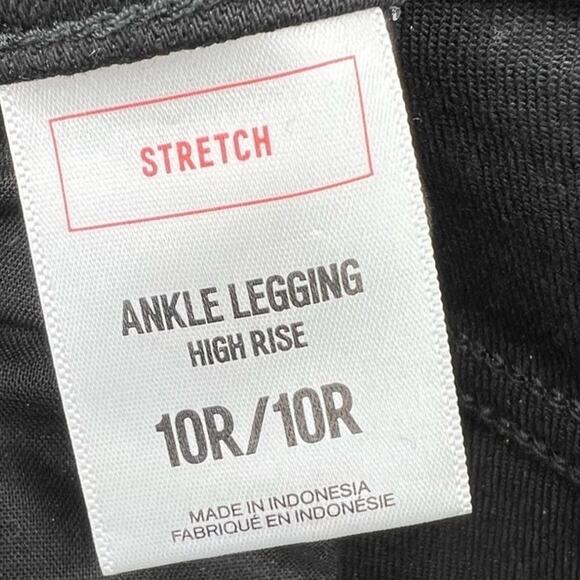 STRETCH
ANKLE LEGGING
HIGH RISE
10R/10R
MADE IN INDONESIA
FABRIQUÉ EN INDONÉSIE